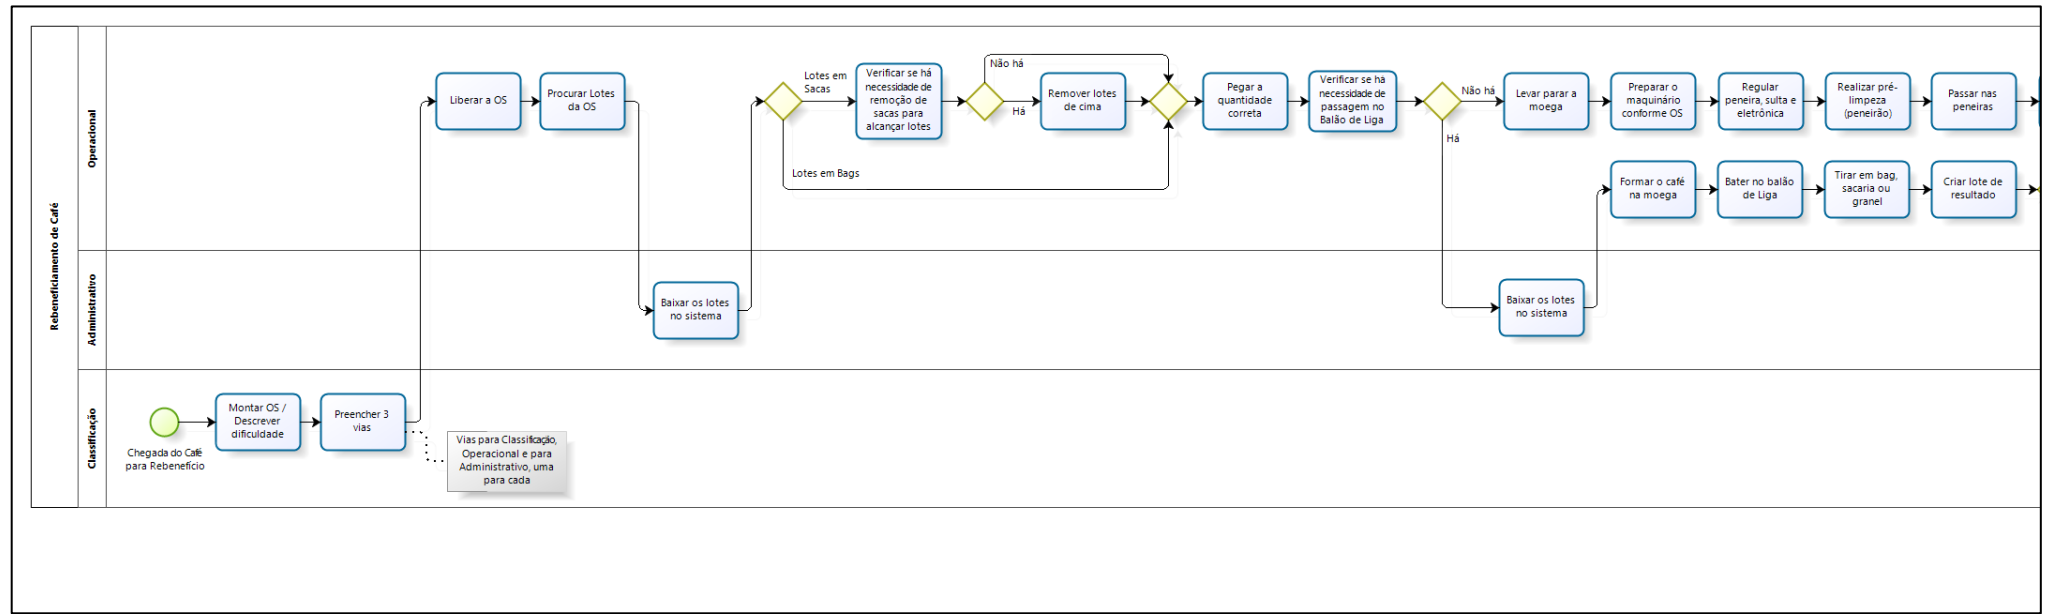 Rebeneficiamento de Café
Operacional
Liberar a OS
Procurar Lotes
da OS
Lotes em
Sacas
Lotes em Bags
Verificar se há
necessidade de
remoção de
sacas para
alcançar lotes
Não há
Há
Remover lotes
de cima
Pegar a
quantidade
correta
Verificar se há
necessidade de
passagem no
Balão de Liga
Não há
Há
Levar parar a
moega
Preparar o
maquinário
conforme OS
Regular
peneira, sulta e
eletrônica
Realizar pré-
limpeza
(peneirão)
Passar nas
peneiras
Formar o café
na moega
Bater no balão
de Liga
Tirar em bag,
sacaria ou
granel
Criar lote de
resultado
Administrativo
Baixar os lotes
no sistema
Baixar os lotes
no sistema
Classificação
Chegada do Café
para Rebenefício
Montar OS /
Descrever
dificuldade
Preencher 3
vias
Vias para Classificação,
Operacional e para
Administrativo, uma
para cada